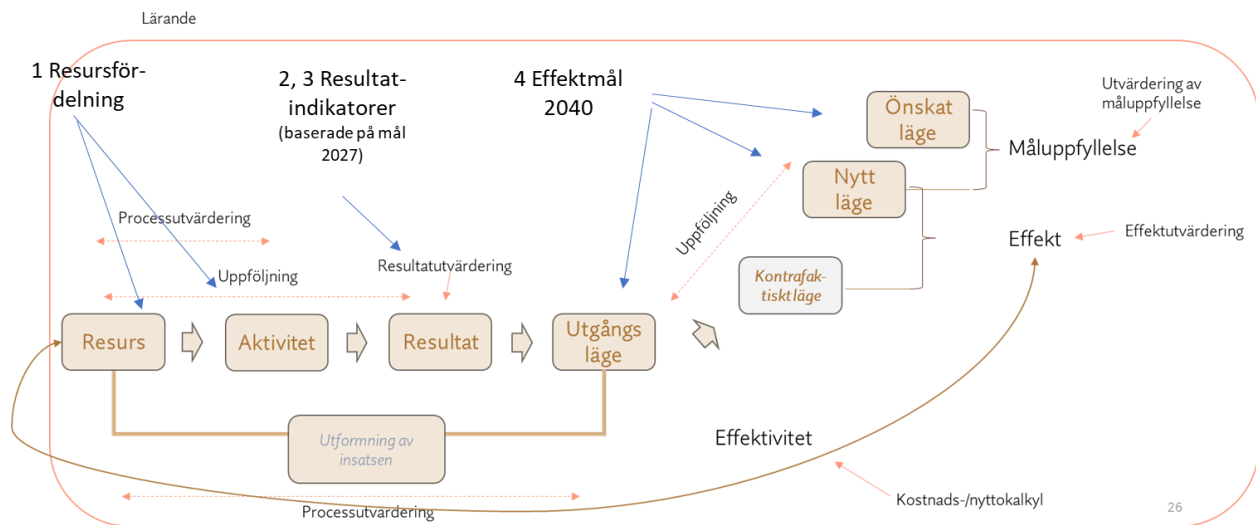 Lärande
1 Resursför-
delning
2, 3 Resultat-
indikatorer
(baserade på mål
2027)
4 Effektmål
2040
Önskat
läge
Utvärdering av
måluppfyllelse
Måluppfyllelse
Nytt
läge
Processutvärdering
Uppföljning
Effekt
Effektutvärdering
Uppföljning
Resultatutvärdering
Kontrafak-
tiskt läge
Resurs
Aktivitet
Resultat
Utgångs
läge
Utformning av
insatsen
Effektivitet
Kostnads-/nyttokalkyl
Processutvärdering
26